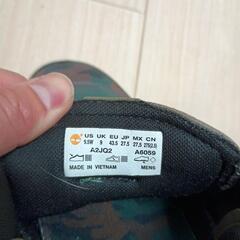 US UK EU JP MX CN
9.5W 9 43.5 27.5 27.5 275(2.5)
A2JQ2 A6059
MADE IN VIETNAM MENS